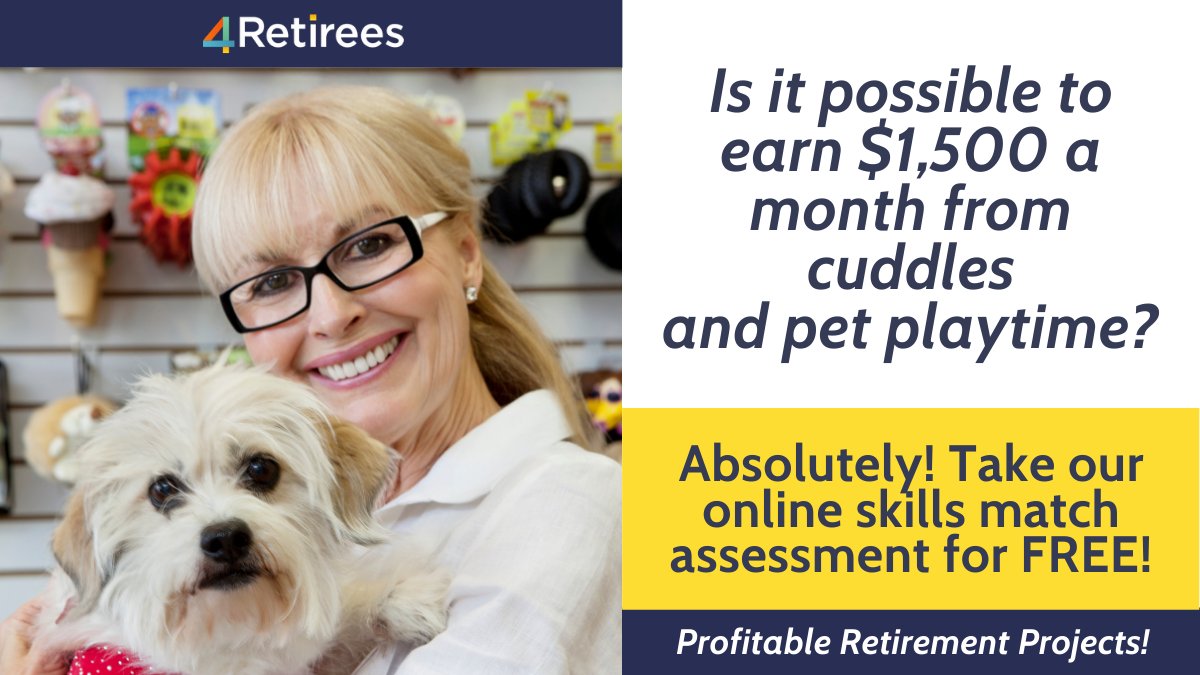 4Retirees
Is it possible to
earn $1,500 a
month from
cuddles
and pet playtime?
Absolutely! Take our
online skills match
assessment for FREE!
Profitable Retirement Projects!